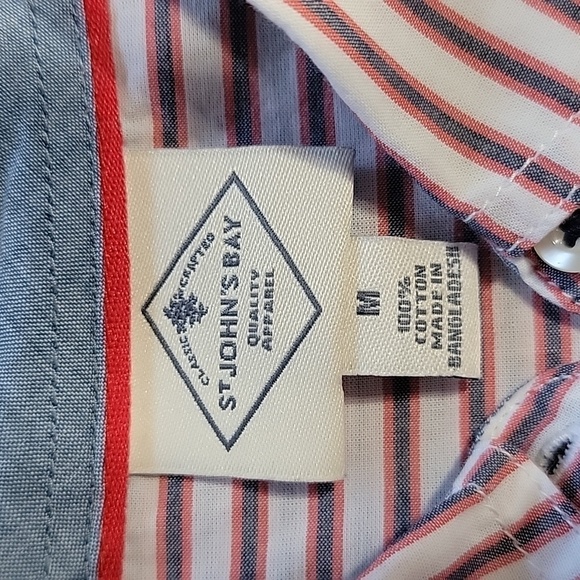 CLASSIC CRAFTED
ST JOHN'S BAY
QUALITY
APPAREL
M
100%
COTTON
MADE IN
BANGLADESH